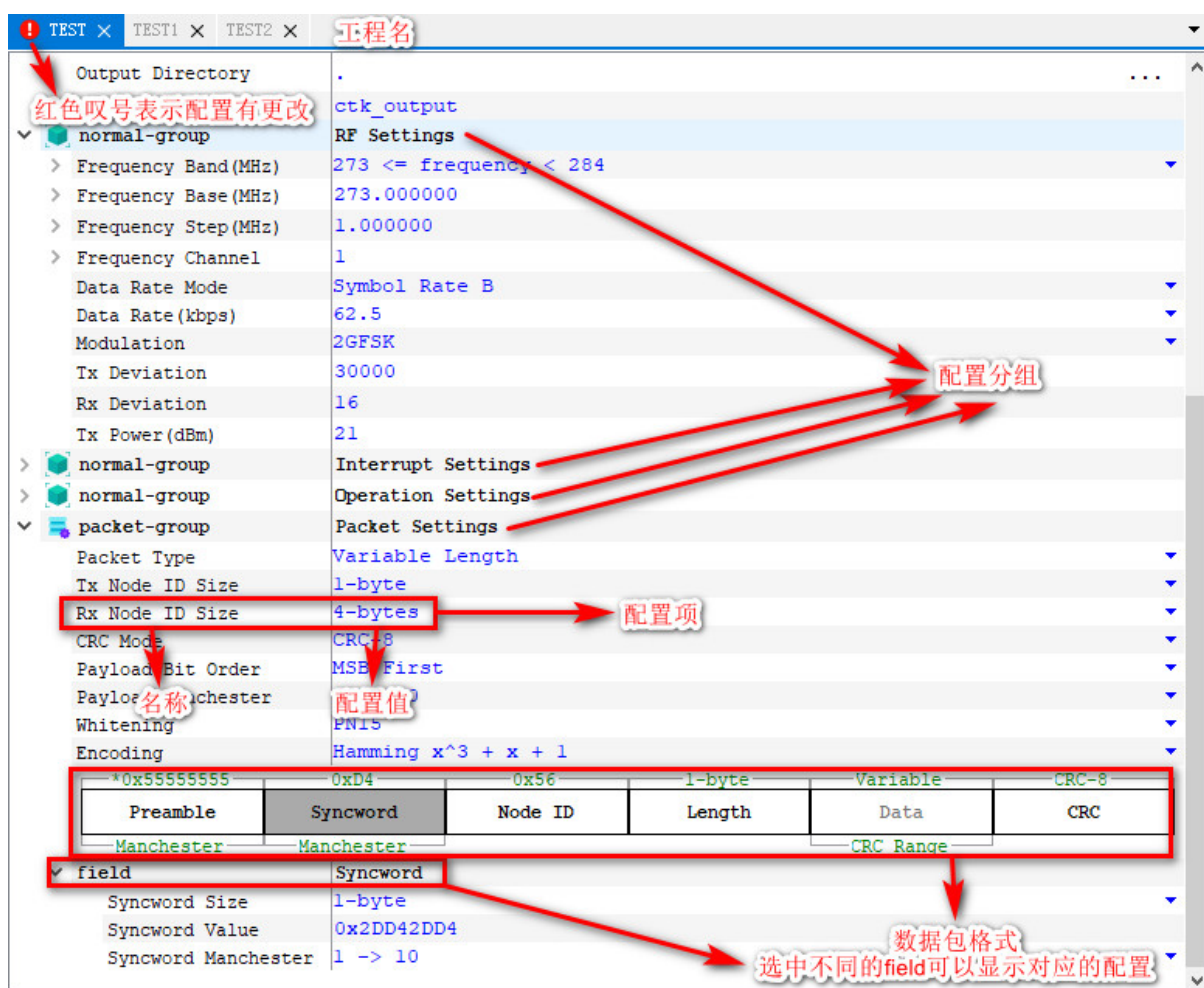 TEST TEST1 TEST2 工程名
Output Directory . ...
红色叹号表示配置有更改 ctk_output
normal-group RF Settings
Frequency Band(MHz) 273 <= frequency < 284
Frequency Base(MHz) 273.000000
Frequency Step(MHz) 1.000000
Frequency Channel 1
Data Rate Mode Symbol Rate B
Data Rate(kbps) 62.5
Modulation 2GFSK
Tx Deviation 30000 配置分组
Rx Deviation 16
Tx Power(dBm) 21
normal-group Interrupt Settings
normal-group Operation Settings
packet-group Packet Settings
Packet Type Variable Length
Tx Node ID Size 1-byte
Rx Node ID Size 4-bytes 配置项
CRC Mode CRC-8
Payload Bit Order MSB First
名称 配置值
Whitening PN15
Encoding Hamming x^3 + x + 1
*0x55555555 0xD4 0x56 1-byte Variable CRC-8
Preamble Syncword Node ID Length Data CRC
Manchester Manchester CRC Range
field Syncword
Syncword Size 1-byte
Syncword Value 0x2DD42DD4
数据包格式
Syncword Manchester 1 -> 10
选中不同的field可以显示对应的配置